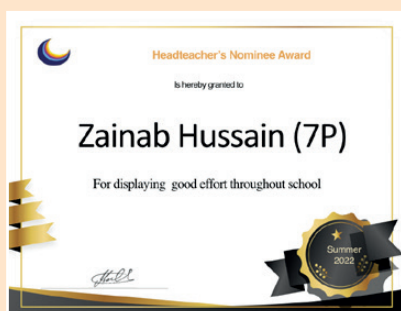 Headteacher's Nominee Award
Is hereby granted to
Zainab Hussain (7P)
For displaying good effort throughout school
Summer
2022